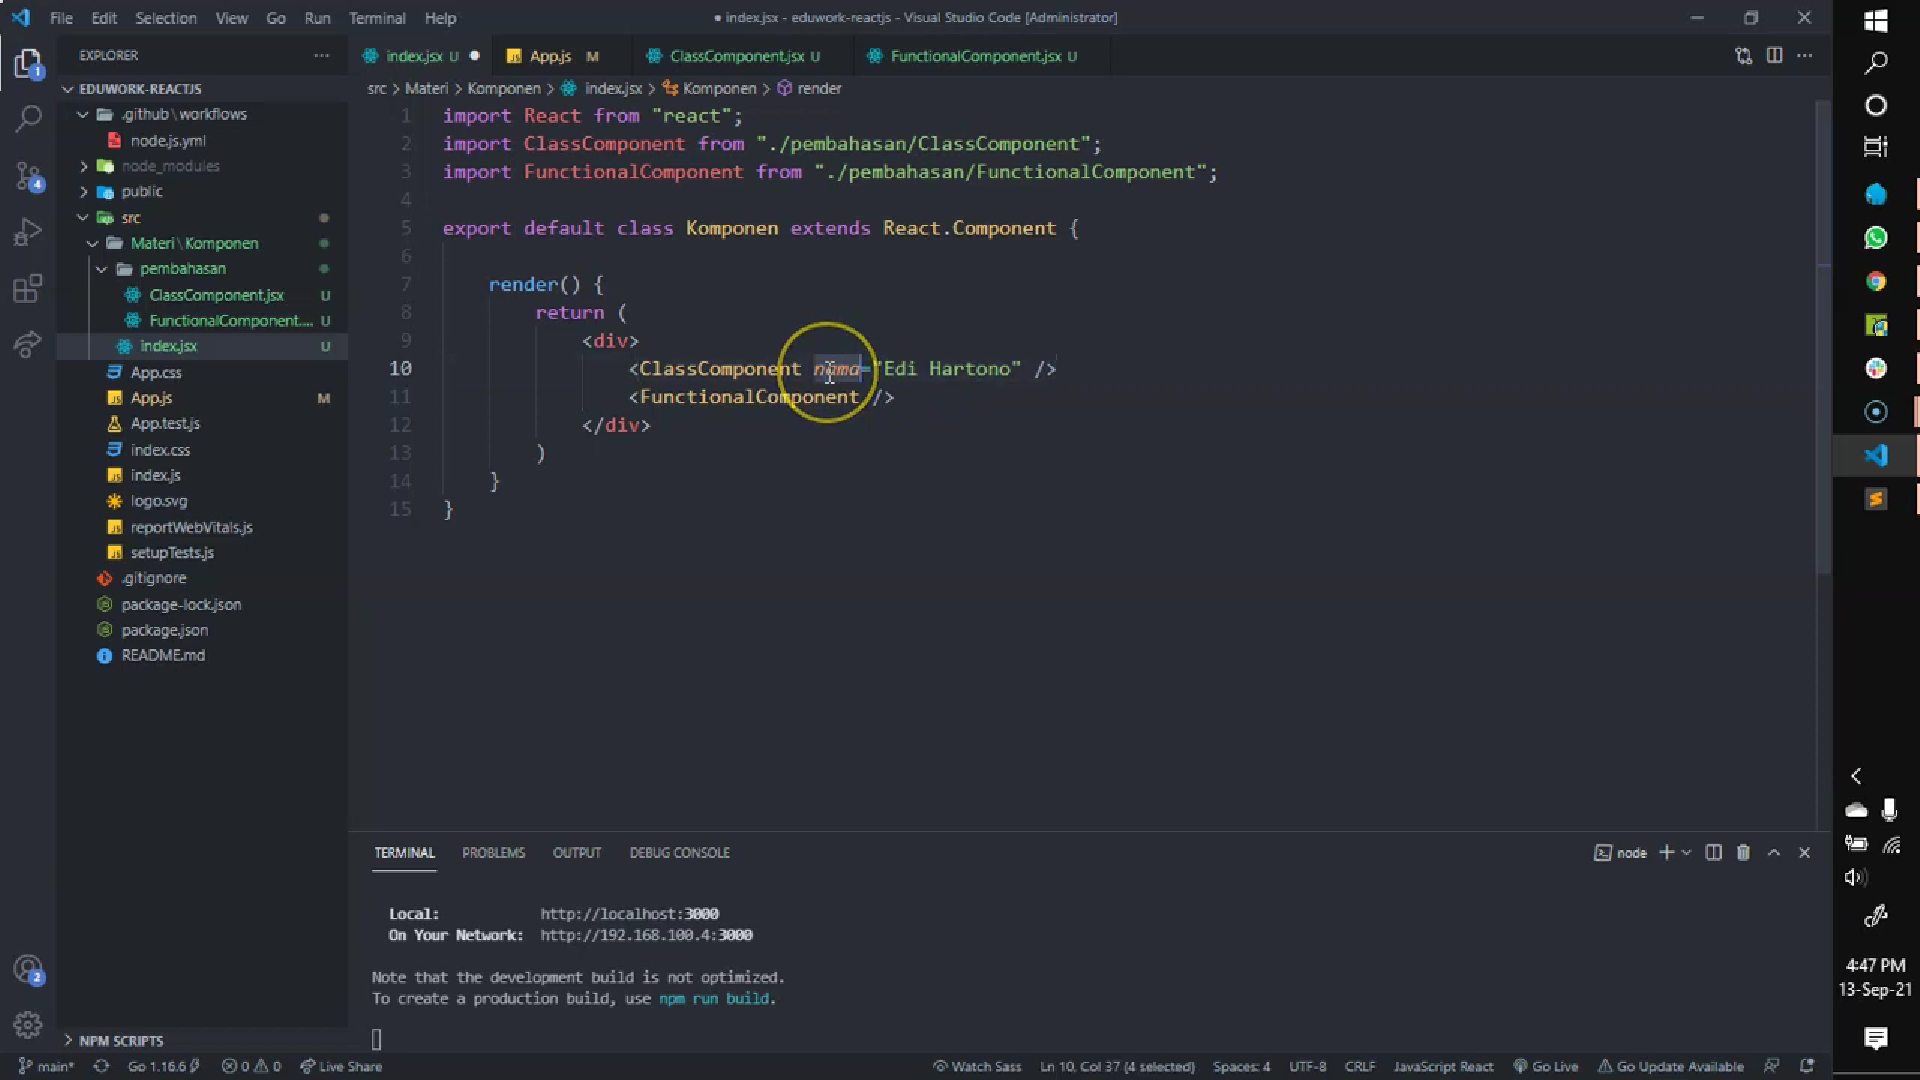 File Edit Selection View Go Run Terminal Help
● index.jsx - eduwork-reactjs - Visual Studio Code [Administrator]
EXPLORER
index.jsx U
App.js M
ClassComponent.jsx U
FunctionalComponent.jsx U
EDUWORK-REACTJS
src > Materi > Komponen > index.jsx > Komponen > render
.github \ workflows
node.js.yml
node_modules
public
src
Materi \ Komponen
pembahasan
ClassComponent.jsx U
FunctionalComponent.... U
index.jsx U
App.css
App.js M
App.test.js
index.css
index.js
logo.svg
reportWebVitals.js
setupTests.js
.gitignore
package-lock.json
package.json
README.md
NPM SCRIPTS
1 import React from "react";
2 import ClassComponent from "./pembahasan/ClassComponent";
3 import FunctionalComponent from "./pembahasan/FunctionalComponent";
4
5 export default class Komponen extends React.Component {
6
7 render() {
8 return (
9 <div>
10 <ClassComponent nama="Edi Hartono" />
11 <FunctionalComponent />
12 </div>
13 )
14 }
15 }
TERMINAL PROBLEMS OUTPUT DEBUG CONSOLE
node
Local: http://localhost:3000
On Your Network: http://192.168.100.4:3000
Note that the development build is not optimized.
To create a production build, use npm run build.
main* Go 1.16.6 0 0 Live Share
Watch Sass Ln 10, Col 37 (4 selected) Spaces: 4 UTF-8 CRLF JavaScript React Go Live Go Update Available
1
4
2
4:47 PM
13-Sep-21